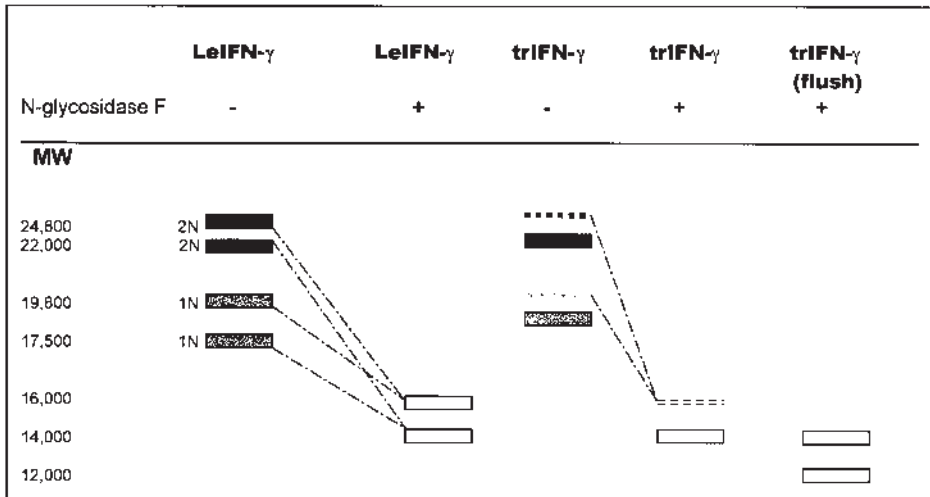 LeIFN-γ LeIFN-γ trIFN-γ trIFN-γ trIFN-γ
(flush)
N-glycosidase F - + - + +
MW
24,800 2N
22,000 2N
19,800 1N
17,500 1N
16,000
14,000
12,000